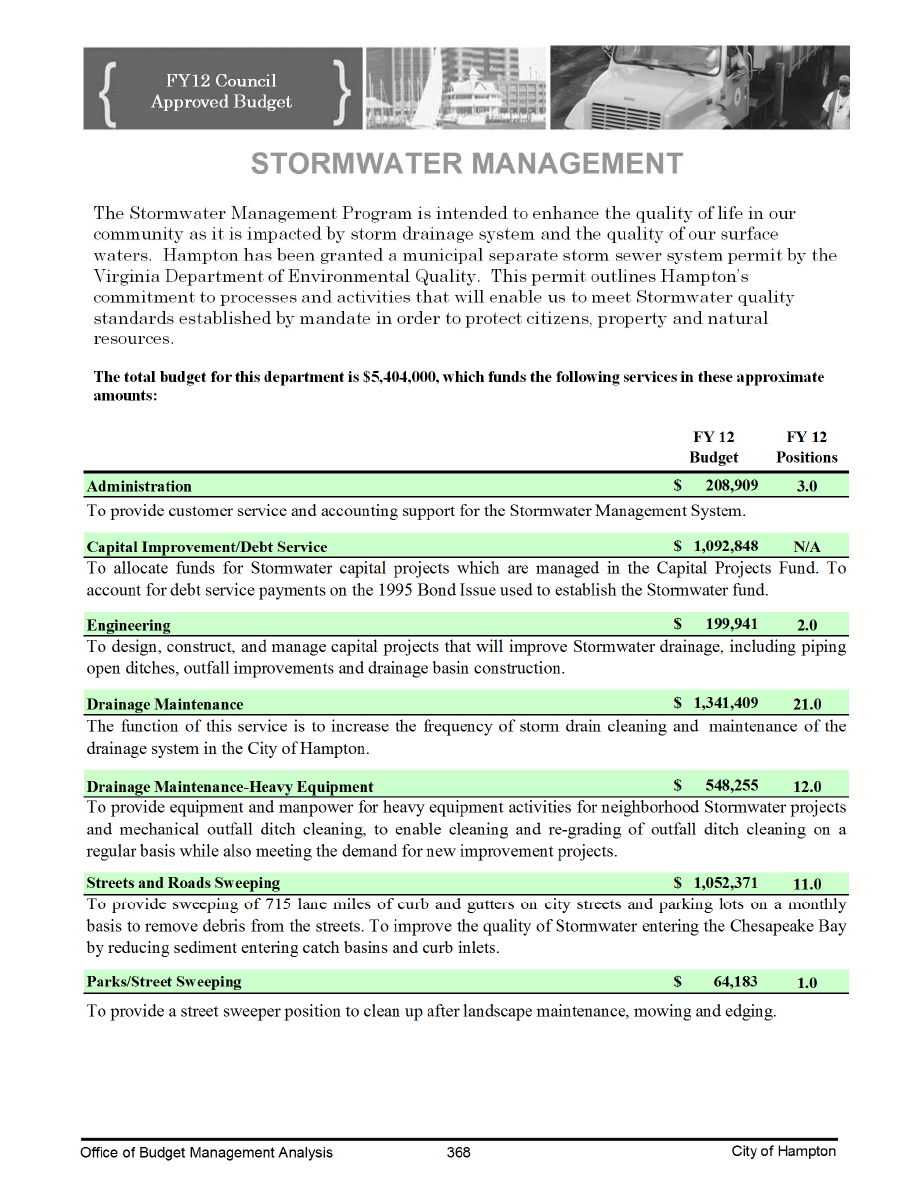 FY12 Council
Approved Budget
STORMWATER MANAGEMENT
The Stormwater Management Program is intended to enhance the quality of life in our
community as it is impacted by storm drainage system and the quality of our surface
waters. Hampton has been granted a municipal separate storm sewer system permit by the
Virginia Department of Environmental Quality. This permit outlines Hampton's
commitment to processes and activities that will enable us to meet Stormwater quality
standards established by mandate in order to protect citizens, property and natural
resources.
The total budget for this department is $5,404,000, which funds the following services in these approximate
amounts:
FY 12 FY 12
Budget Positions
Administration $ 208,909 3.0
To provide customer service and accounting support for the Stormwater Management System.
Capital Improvement/Debt Service $ 1,092,848 N/A
To allocate funds for Stormwater capital projects which are managed in the Capital Projects Fund. To
account for debt service payments on the 1995 Bond Issue used to establish the Stormwater fund.
Engineering $ 199,941 2.0
To design, construct, and manage capital projects that will improve Stormwater drainage, including piping
open ditches, outfall improvements and drainage basin construction.
Drainage Maintenance $ 1,341,409 21.0
The function of this service is to increase the frequency of storm drain cleaning and maintenance of the
drainage system in the City of Hampton.
Drainage Maintenance-Heavy Equipment $ 548,255 12.0
To provide equipment and manpower for heavy equipment activities for neighborhood Stormwater projects
and mechanical outfall ditch cleaning, to enable cleaning and re-grading of outfall ditch cleaning on a
regular basis while also meeting the demand for new improvement projects.
Streets and Roads Sweeping $ 1,052,371 11.0
To provide sweeping of 715 lane miles of curb and gutters on city streets and parking lots on a monthly
basis to remove debris from the streets. To improve the quality of Stormwater entering the Chesapeake Bay
by reducing sediment entering catch basins and curb inlets.
Parks/Street Sweeping $ 64,183 1.0
To provide a street sweeper position to clean up after landscape maintenance, mowing and edging.
Office of Budget Management Analysis 368 City of Hampton